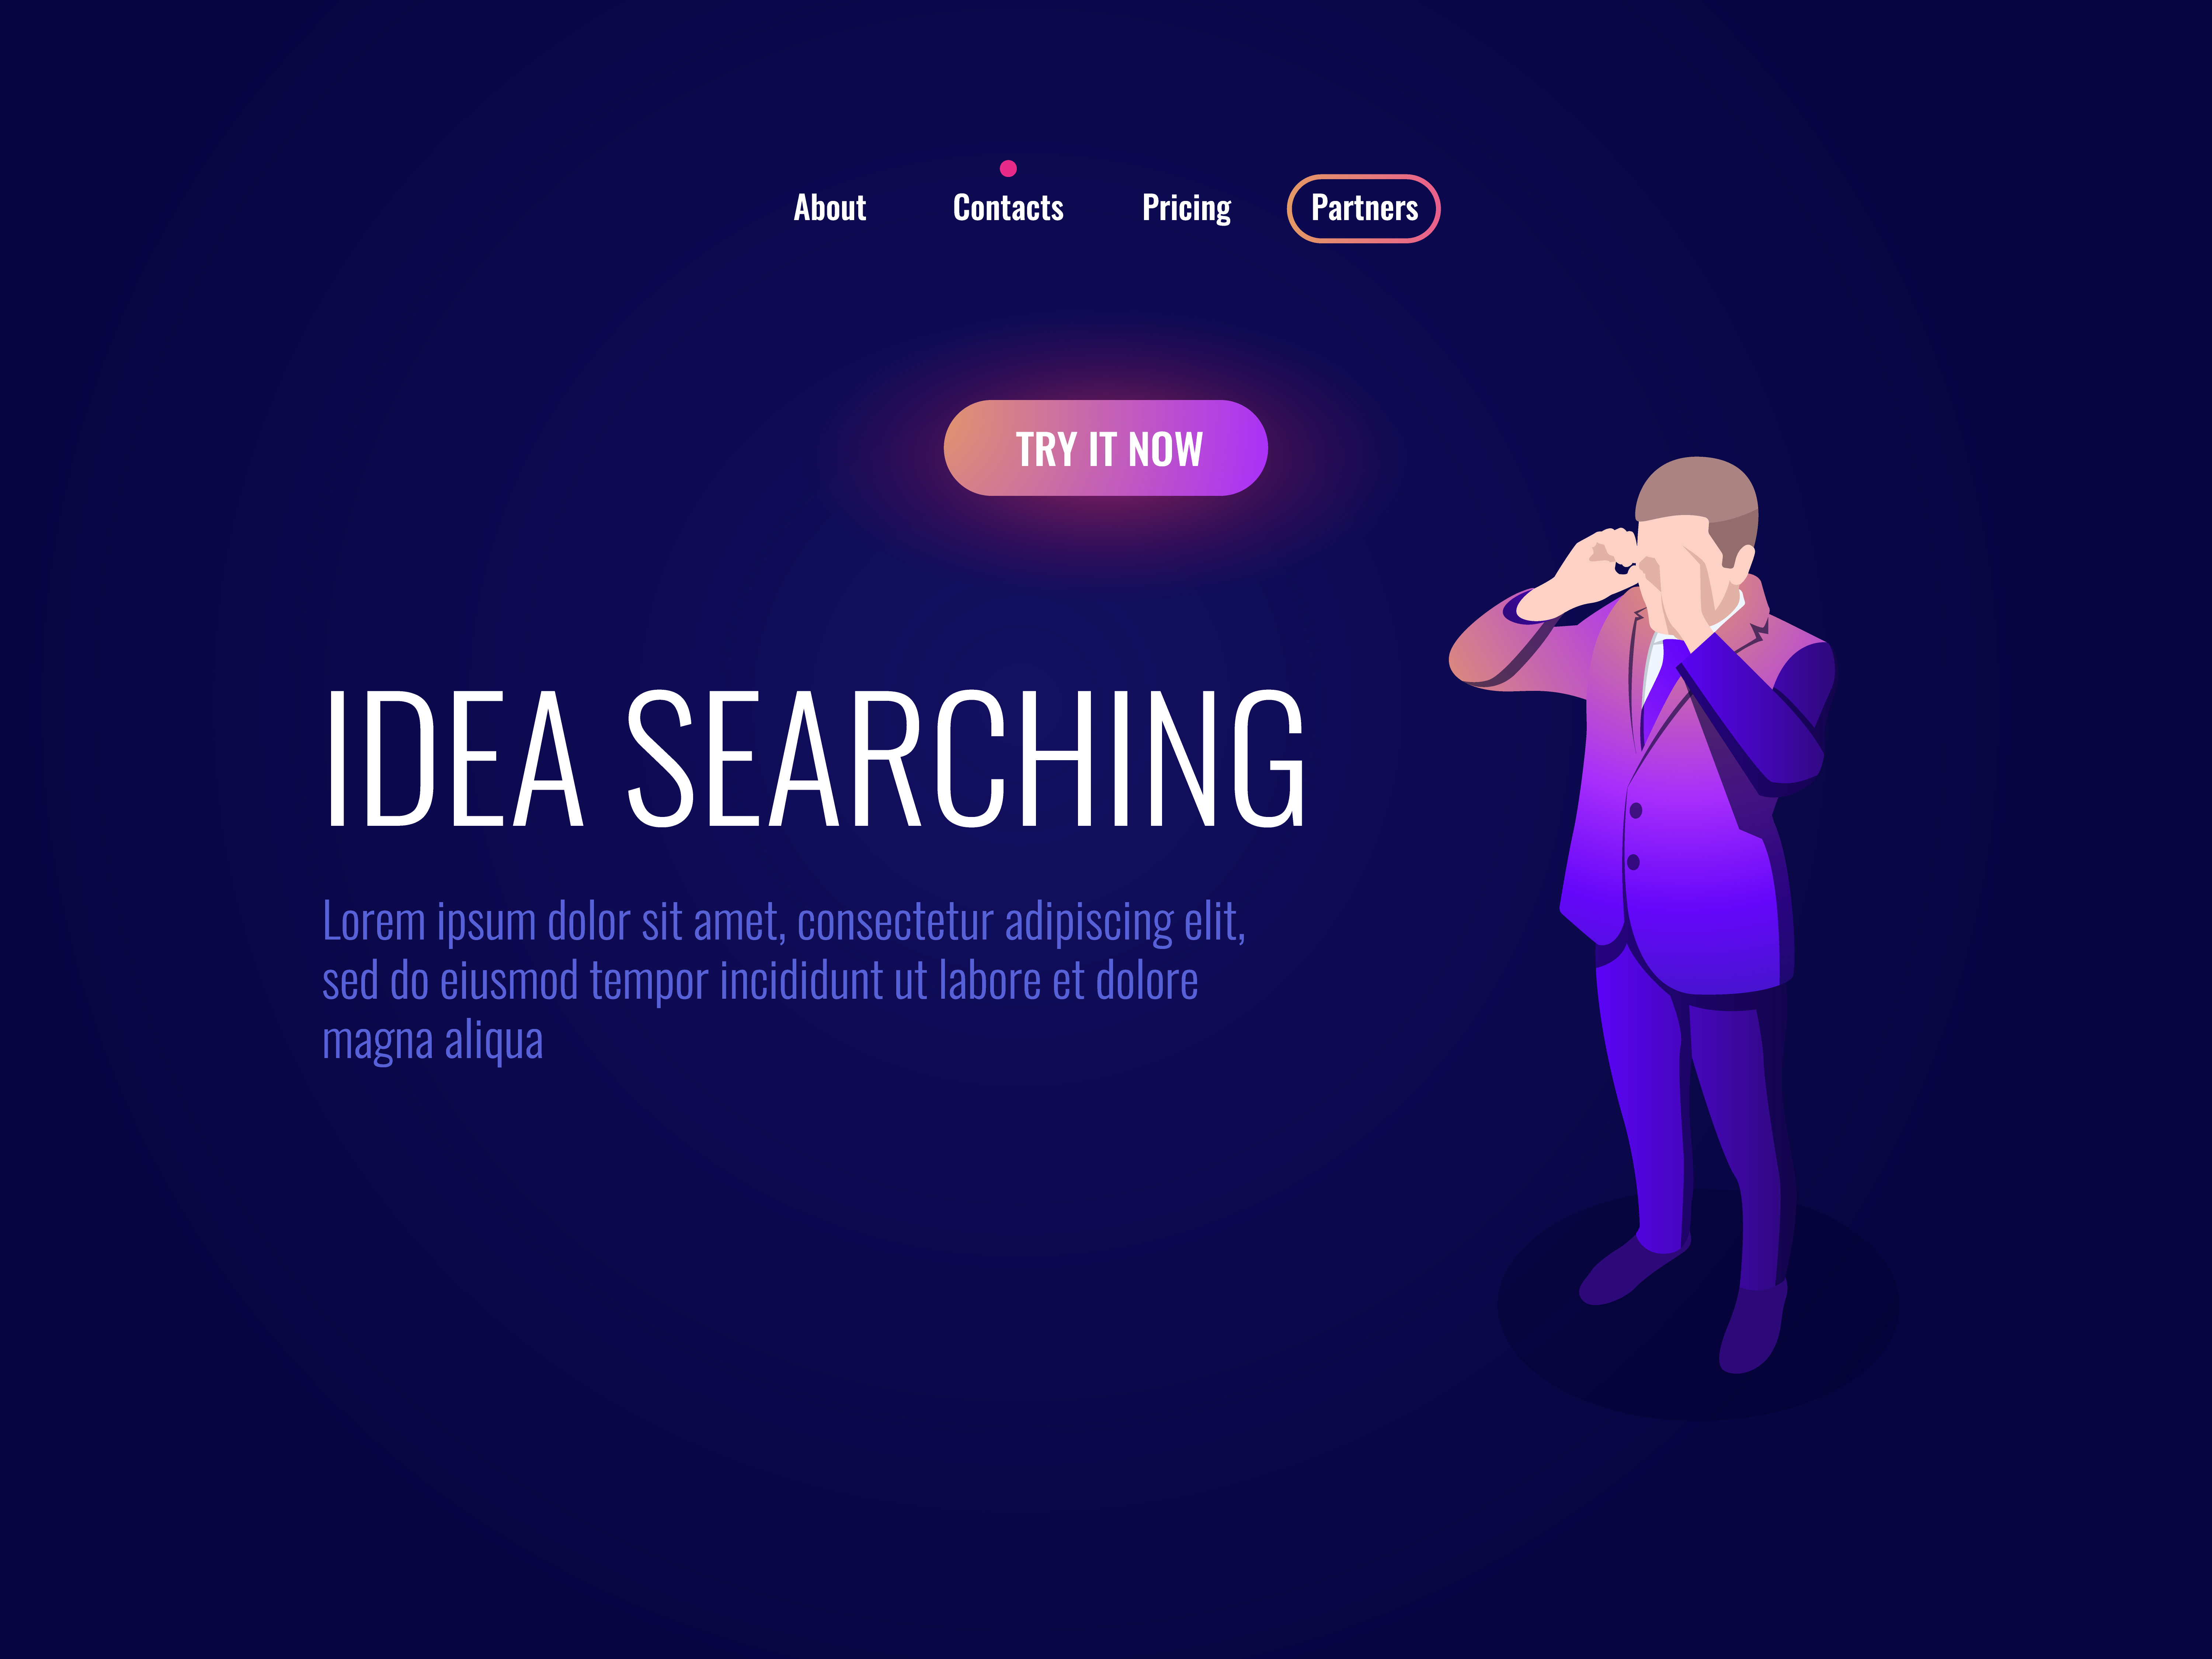 About Contacts Pricing Partners
TRY IT NOW
IDEA SEARCHING
Lorem ipsum dolor sit amet, consectetur adipiscing elit,
sed do eiusmod tempor incididunt ut labore et dolore
magna aliqua